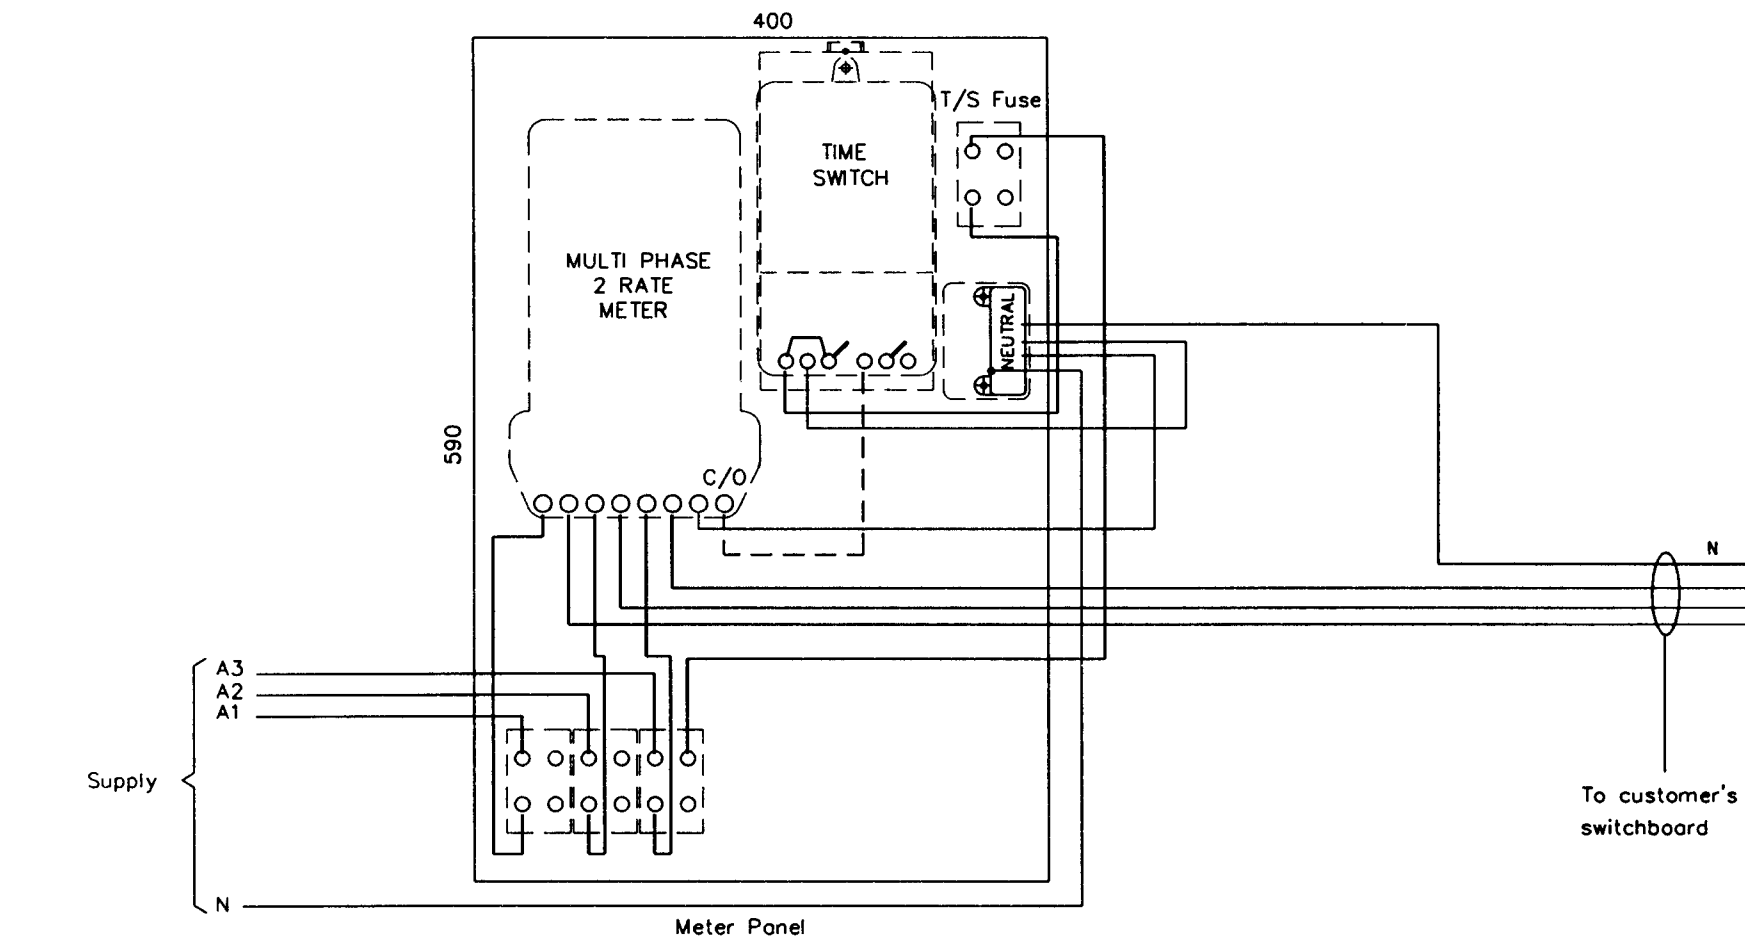 400
T/S Fuse
TIME
SWITCH
MULTI PHASE
2 RATE
METER
NEUTRAL
590
C/O
N
A3
A2
A1
Supply
To customer's
switchboard
N
Meter Panel